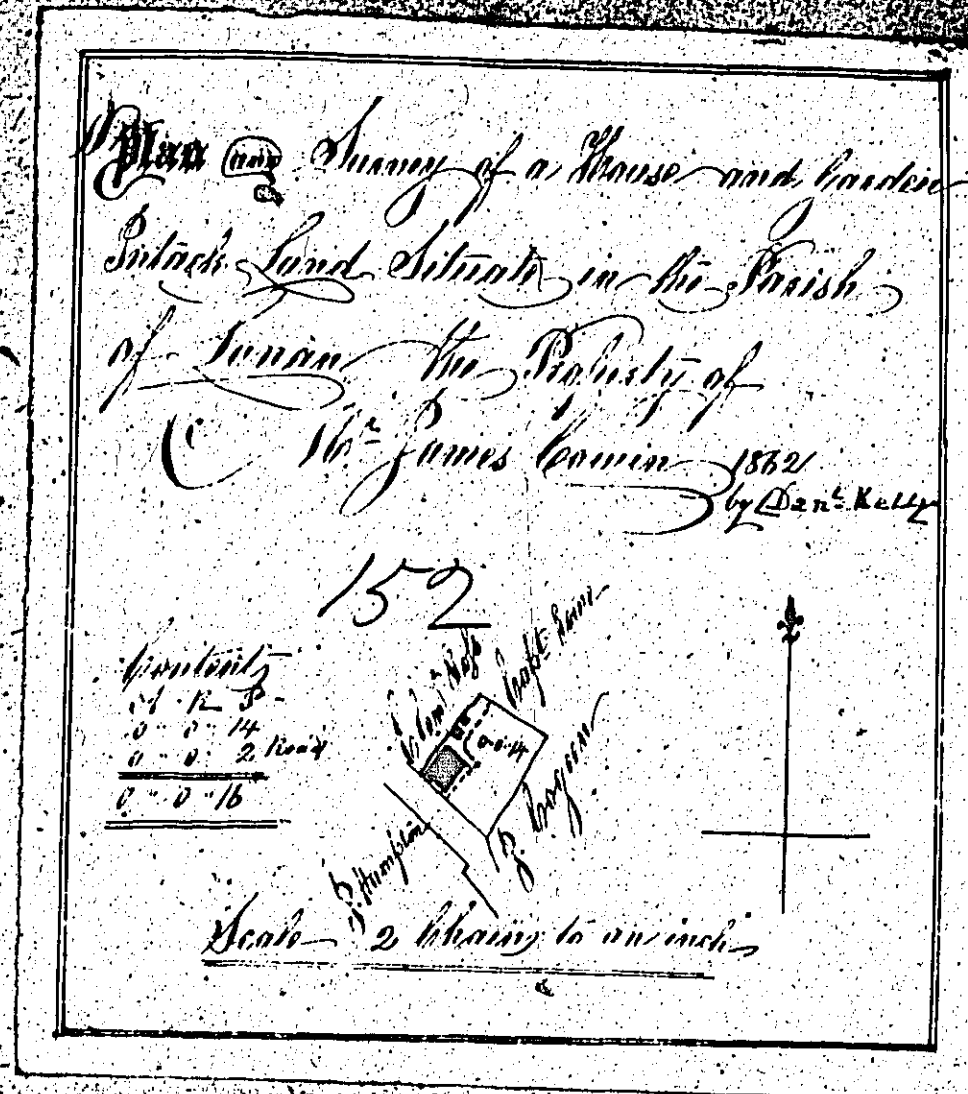 Plan and Survey of a House and Garden
Intack Land Situate in the Parish
of Lonan the Property of
Mr James Cowin 1862
by Danl Kelly
152
Contents
A R P
0 " 0 " 14
0 " 0 " 2 Road
0 " 0 " 16
Capt
0-0-14
Scale 2 Chains to an inch